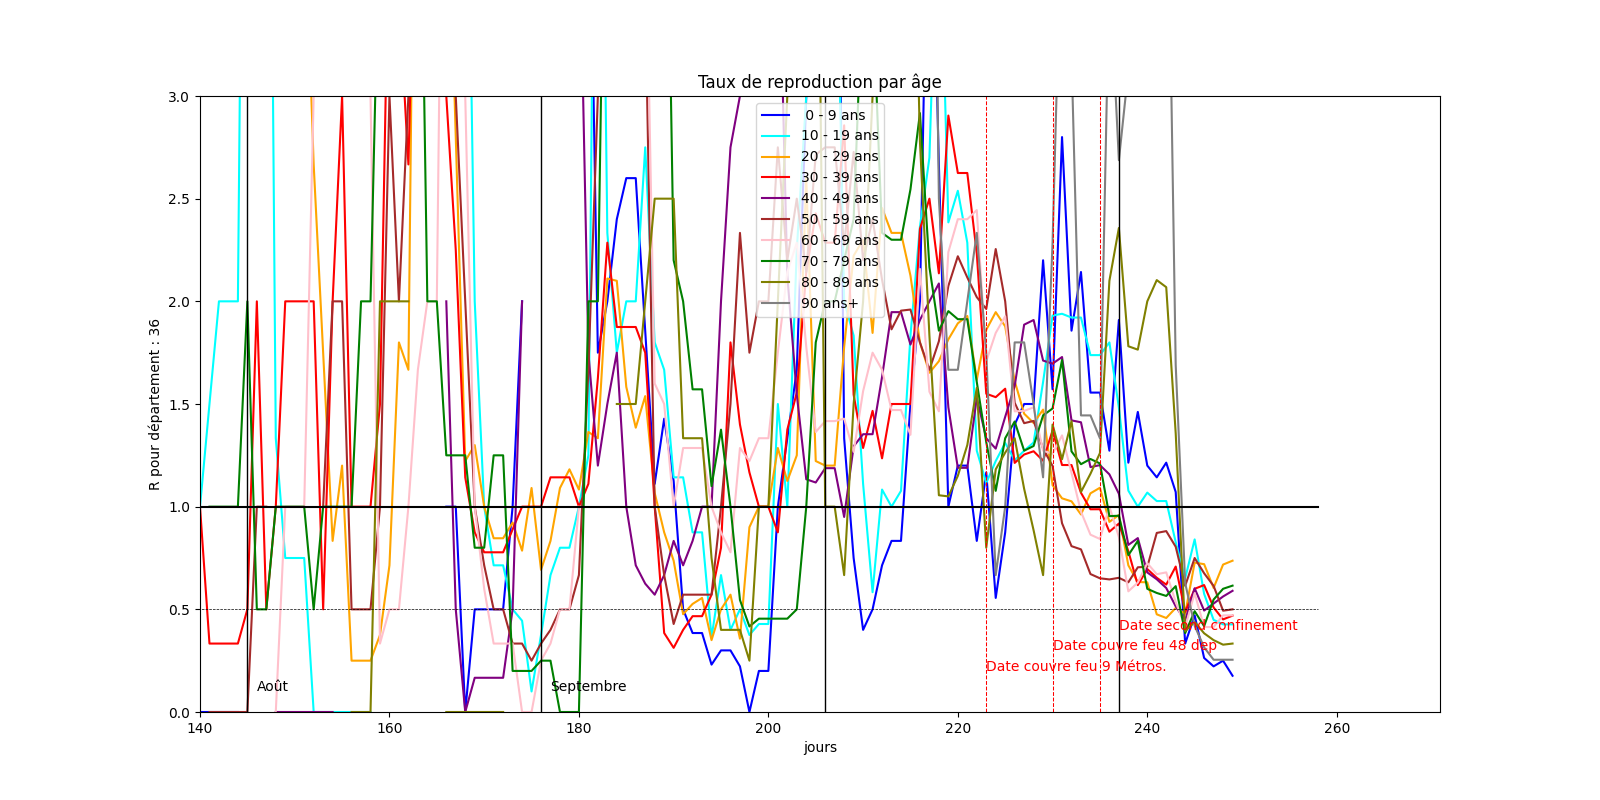 Taux de reproduction par âge
R pour département : 36
3.0
2.5
2.0
1.5
1.0
0.5
0.0
0 - 9 ans
10 - 19 ans
20 - 29 ans
30 - 39 ans
40 - 49 ans
50 - 59 ans
60 - 69 ans
70 - 79 ans
80 - 89 ans
90 ans+
Date second confinement
Date couvre feu 48 dep
Date couvre feu 9 Métros.
Août
Septembre
140
160
180
200
220
240
260
jours